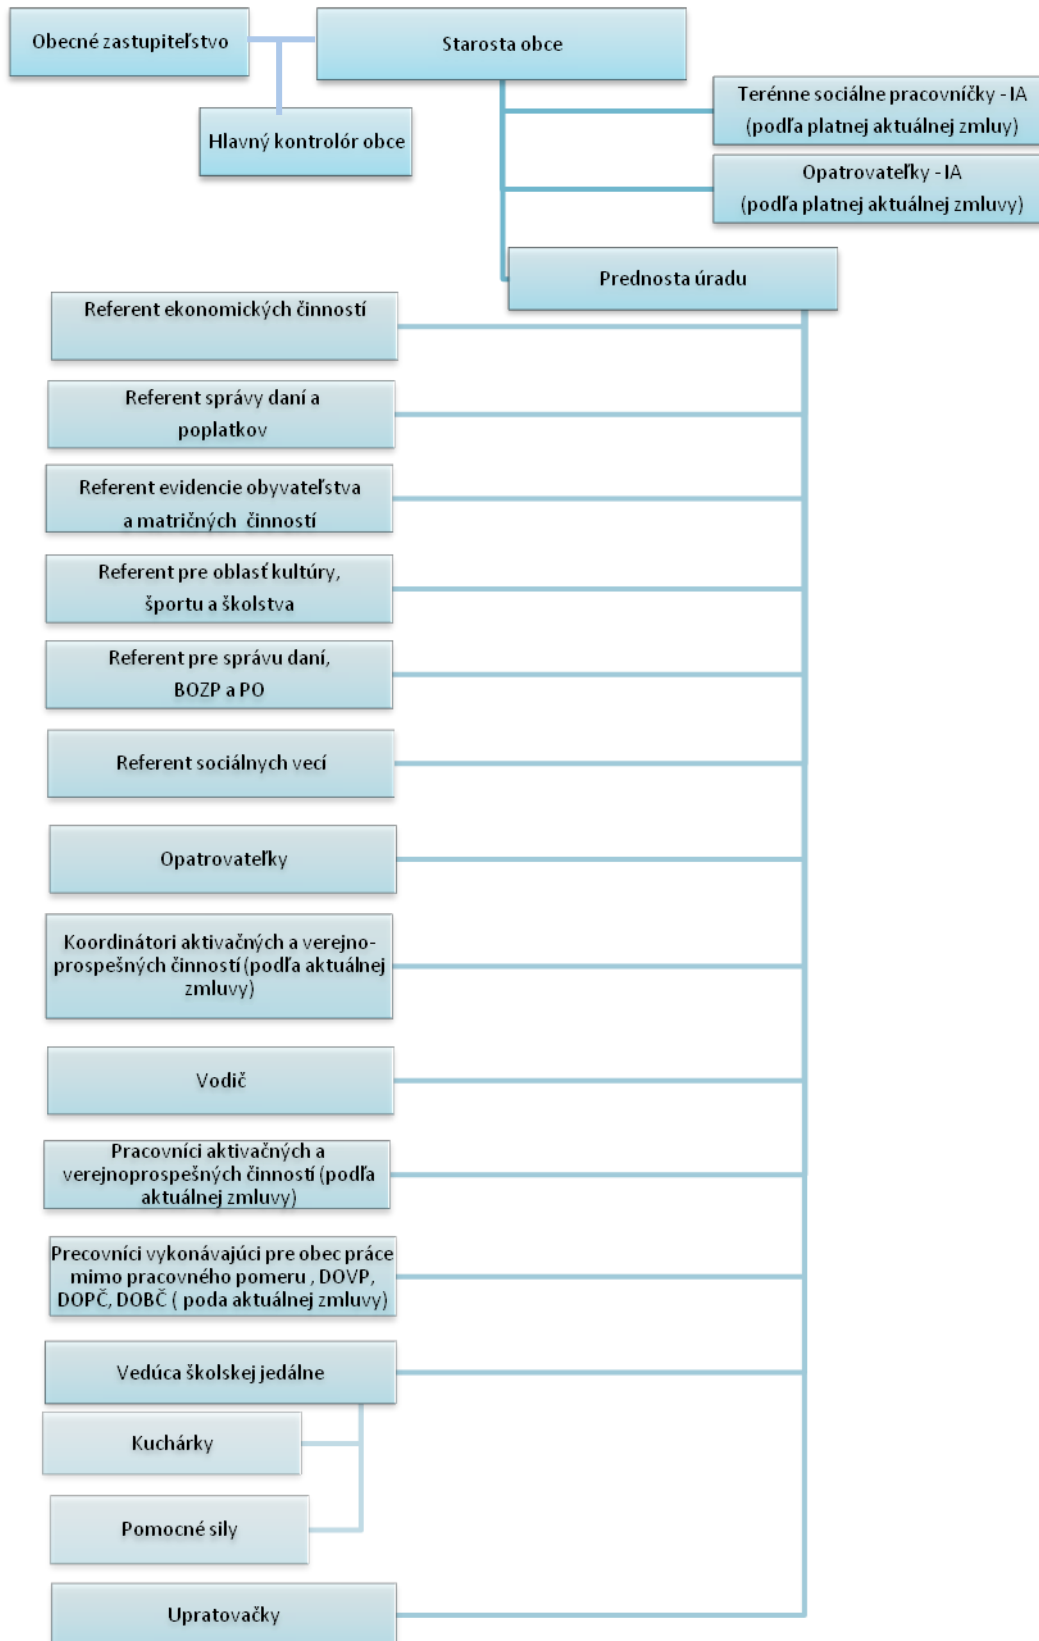 Obecné zastupiteľstvo
Starosta obce
Hlavný kontrolór obce
Terénne sociálne pracovníčky - IA
(podľa platnej aktuálnej zmluy)
Opatrovateľky - IA
(podľa platnej aktuálnej zmluvy)
Prednosta úradu
Referent ekonomických činností
Referent správy daní a
poplatkov
Referent evidencie obyvateľstva
a matričných činností
Referent pre oblasť kultúry,
športu a školstva
Referent pre správu daní,
BOZP a PO
Referent sociálnych vecí
Opatrovateľky
Koordinátori aktivačných a verejno-
prospešných činností (podľa aktuálnej
zmluvy)
Vodič
Pracovníci aktivačných a
verejnoprospešných činností (podľa
aktuálnej zmluvy)
Precovníci vykonávajúci pre obec práce
mimo pracovného pomeru , DOVP,
DOPČ, DOBČ ( poda aktuálnej zmluvy)
Vedúca školskej jedálne
Kuchárky
Pomocné sily
Upratovačky